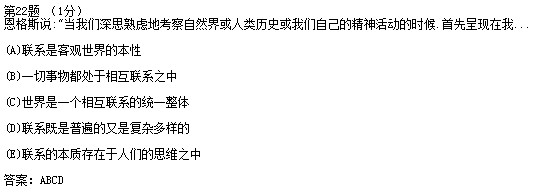 第22题 （1分）
恩格斯说:“当我们深思熟虑地考察自然界或人类历史或我们自己的精神活动的时候.首先呈现在我...
(A)联系是客观世界的本性
(B)一切事物都处于相互联系之中
(C)世界是一个相互联系的统一整体
(D)联系既是普遍的又是复杂多样的
(E)联系的本质存在于人们的思维之中
答案: ABCD